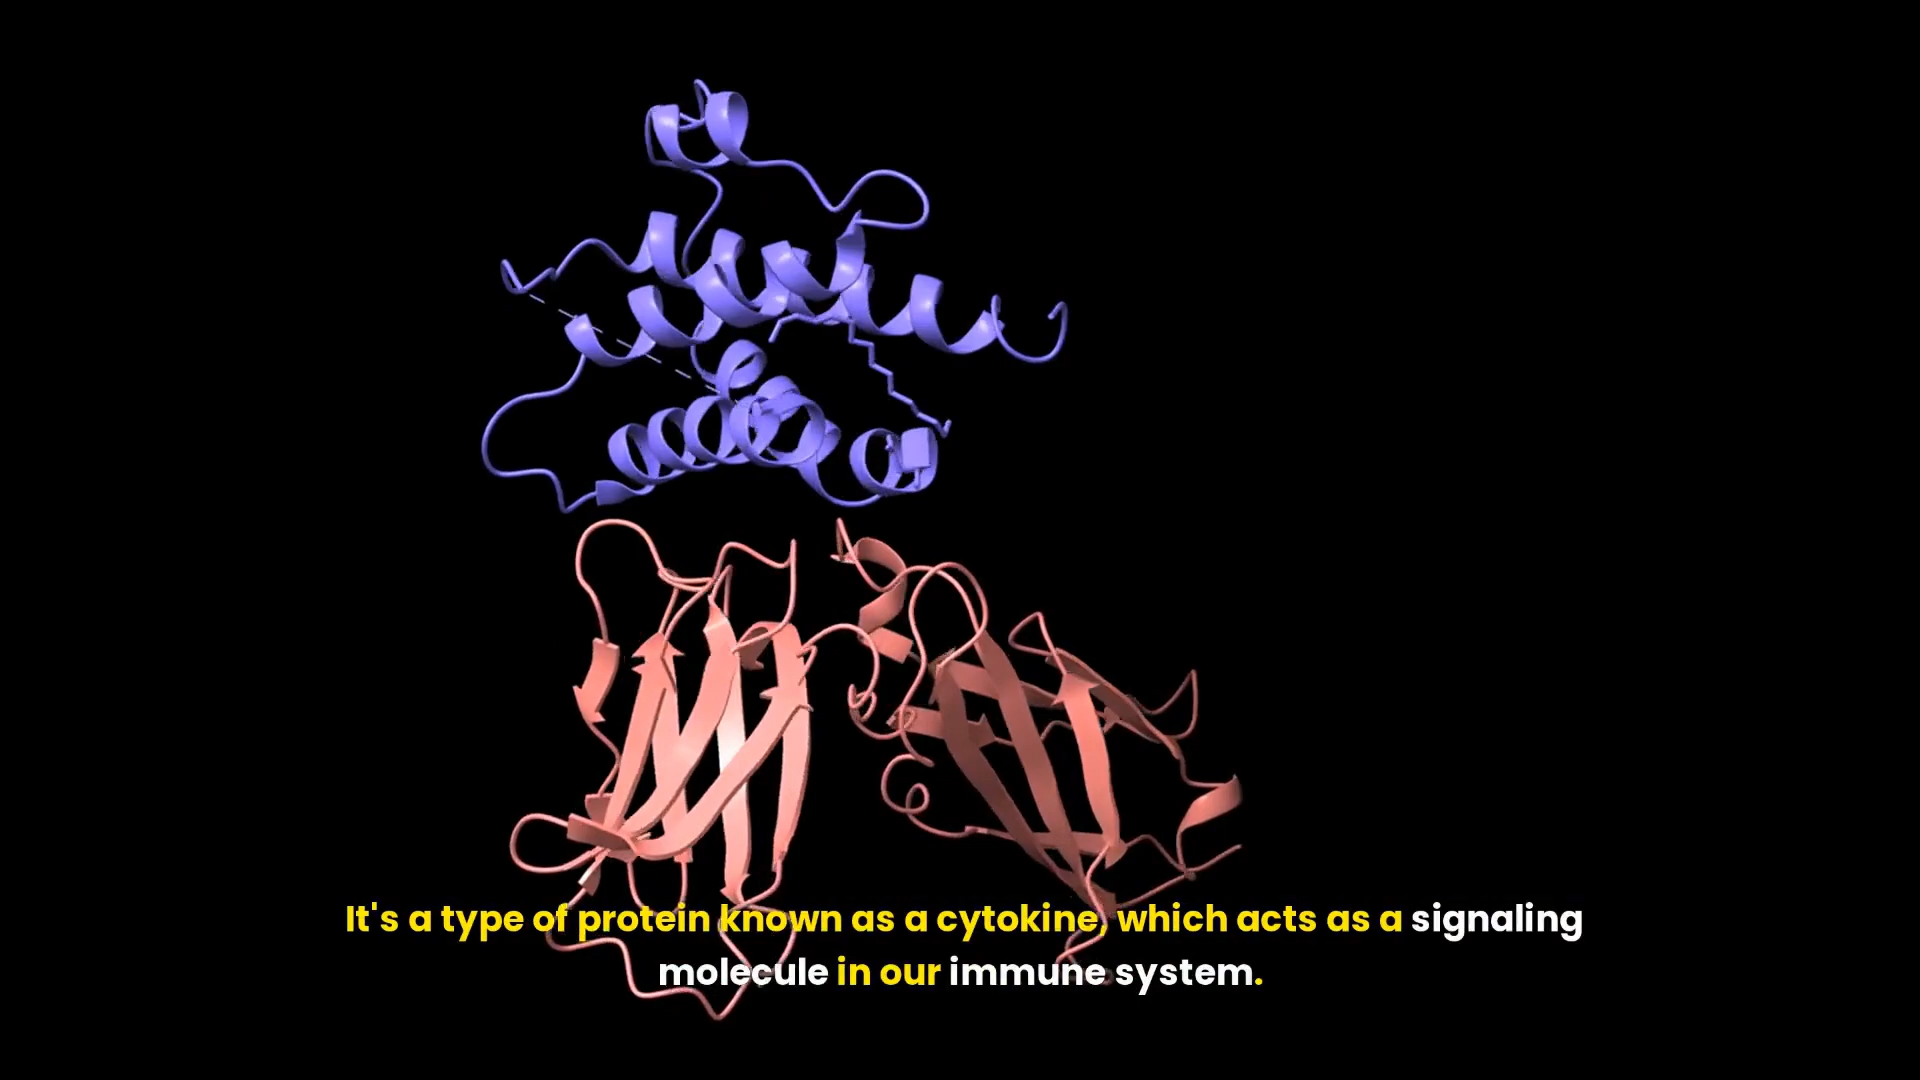 It's a type of protein known as a cytokine, which acts as a signaling
molecule in our immune system.